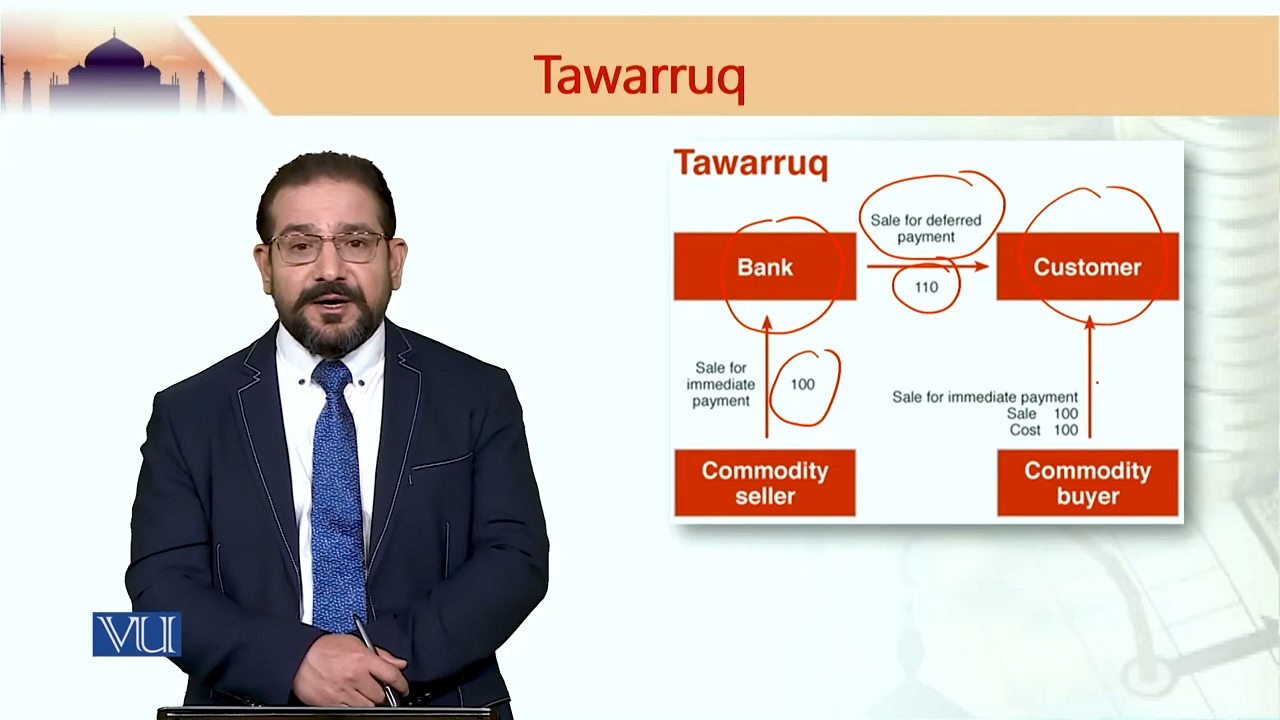 Tawarruq
Tawarruq
Sale for deferred
payment
Bank
Customer
110
Sale for
immediate
payment
100
Sale for immediate payment
Sale 100
Cost 100
Commodity
seller
Commodity
buyer
VU